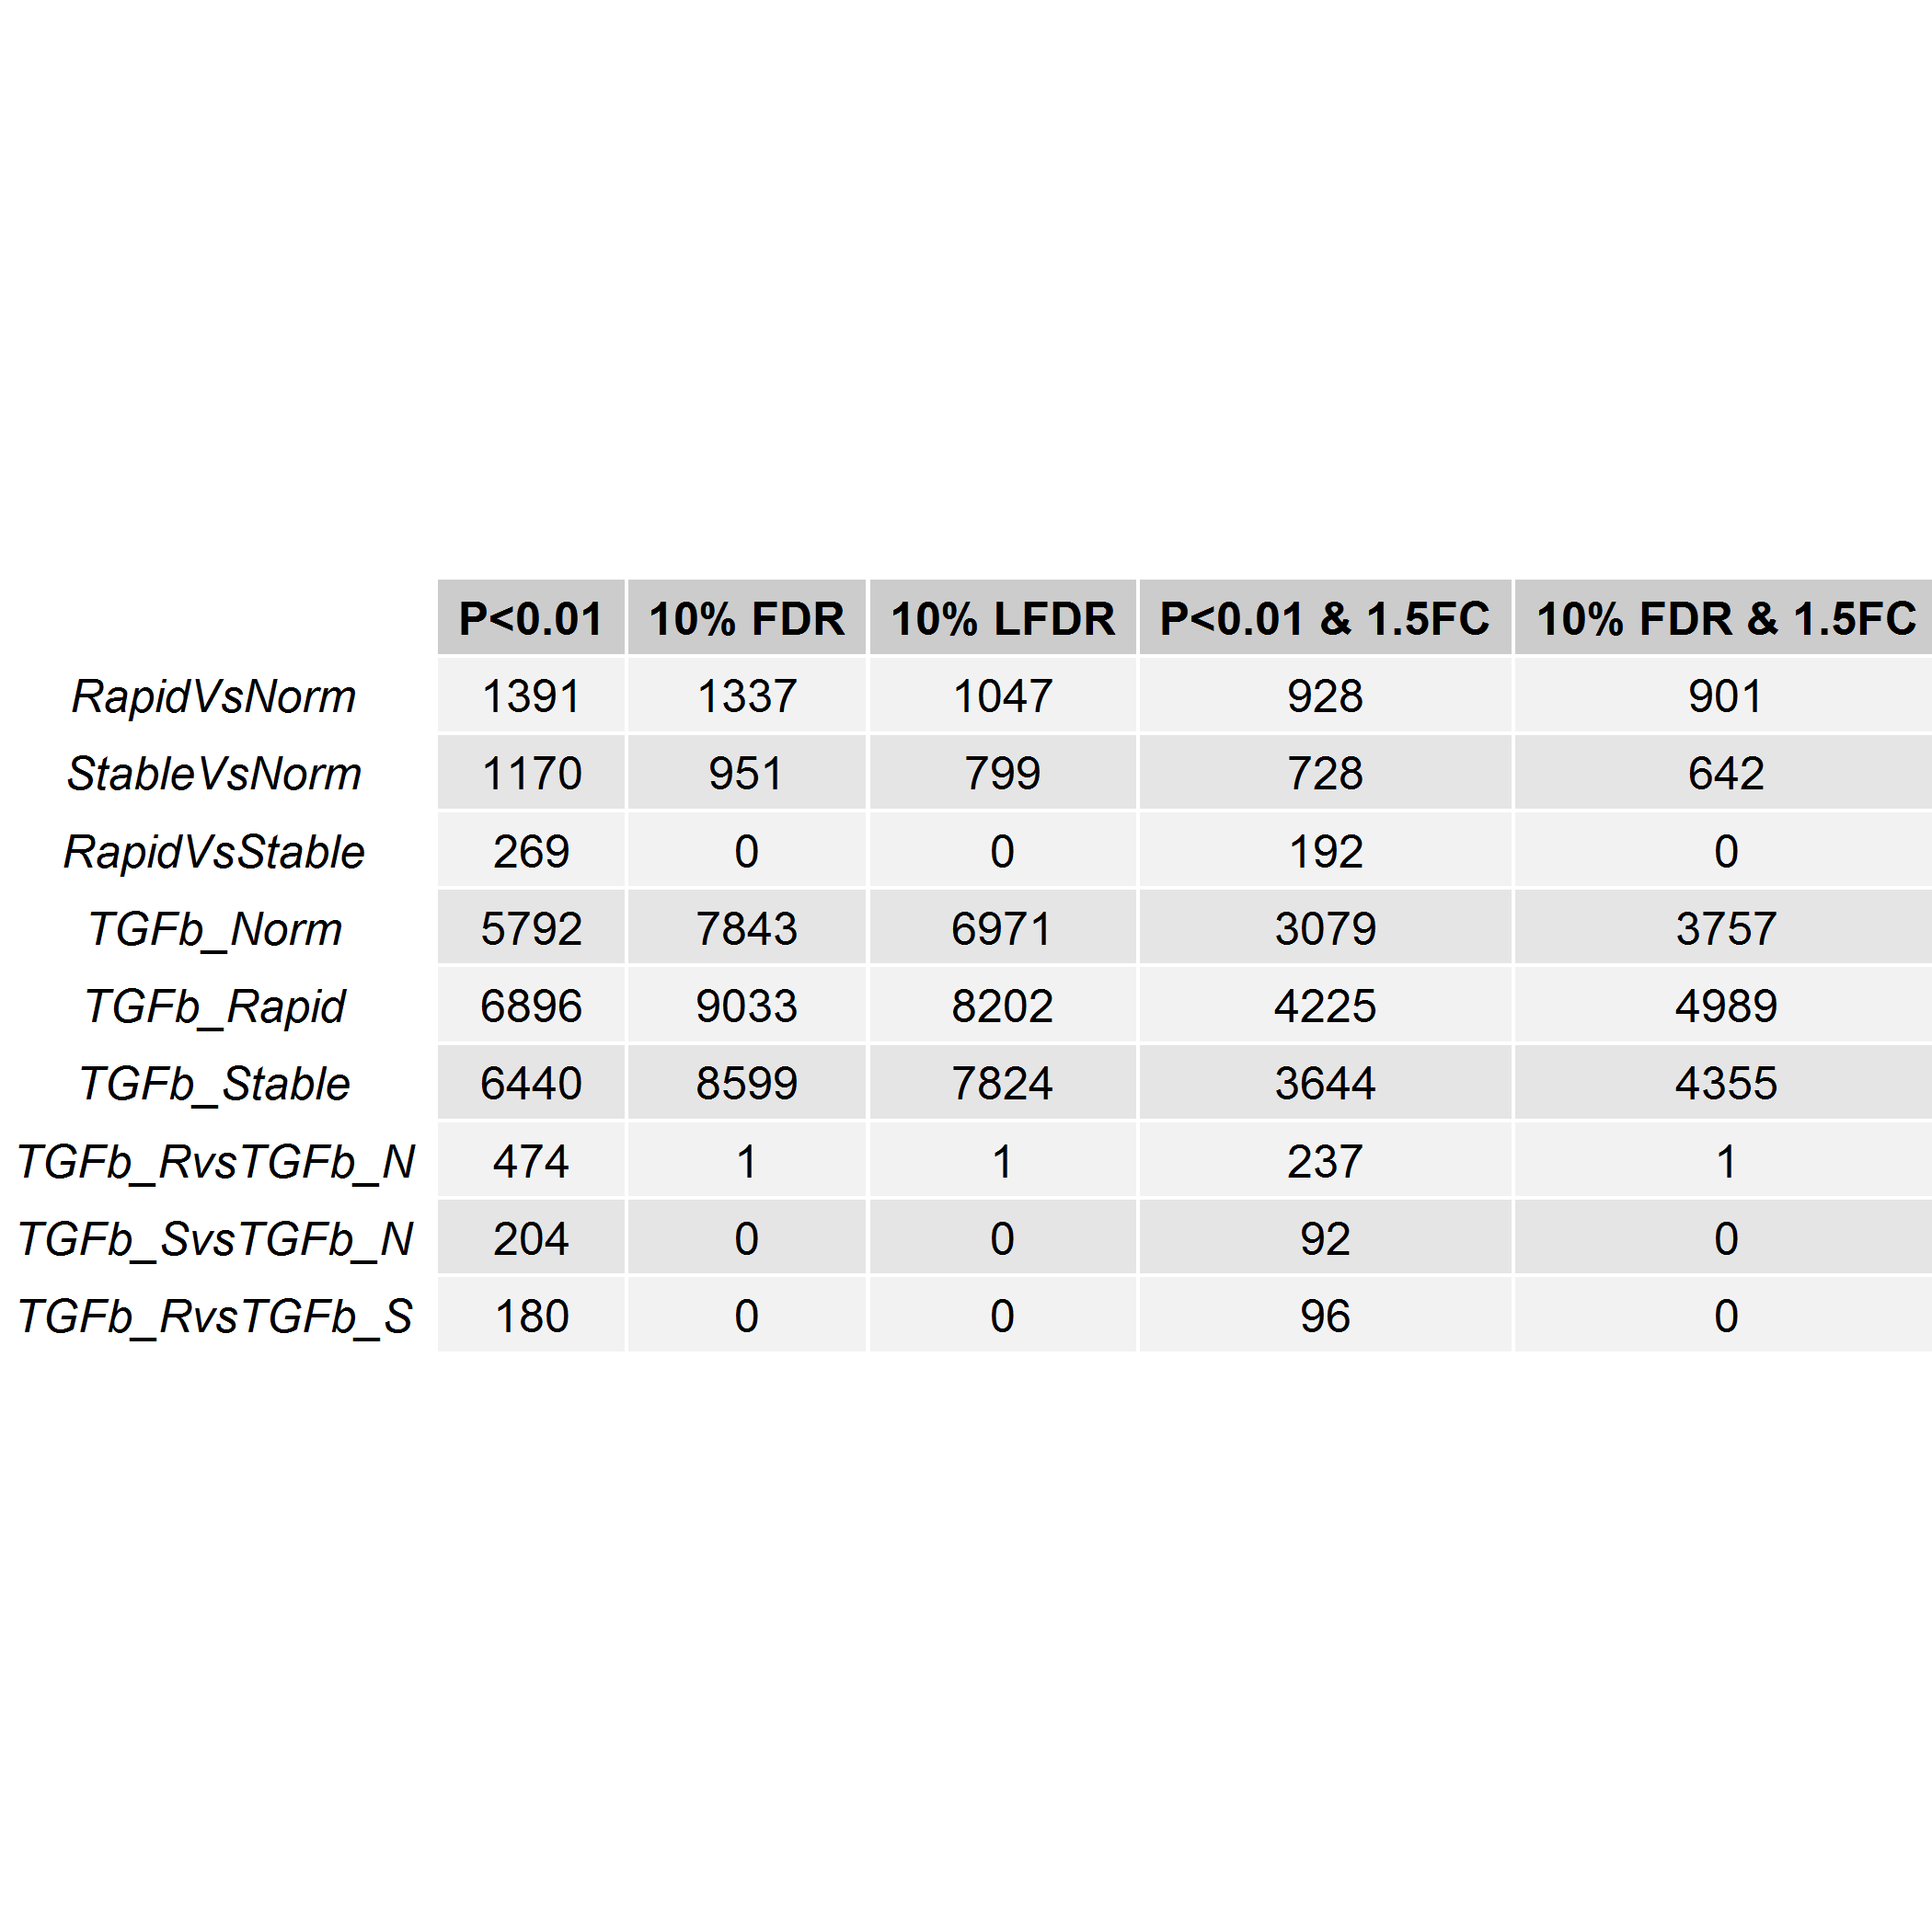 P<0.01 10% FDR 10% LFDR P<0.01 & 1.5FC 10% FDR & 1.5FC
RapidVsNorm 1391 1337 1047 928 901
StableVsNorm 1170 951 799 728 642
RapidVsStable 269 0 0 192 0
TGFb_Norm 5792 7843 6971 3079 3757
TGFb_Rapid 6896 9033 8202 4225 4989
TGFb_Stable 6440 8599 7824 3644 4355
TGFb_RvsTGFb_N 474 1 1 237 1
TGFb_SvsTGFb_N 204 0 0 92 0
TGFb_RvsTGFb_S 180 0 0 96 0